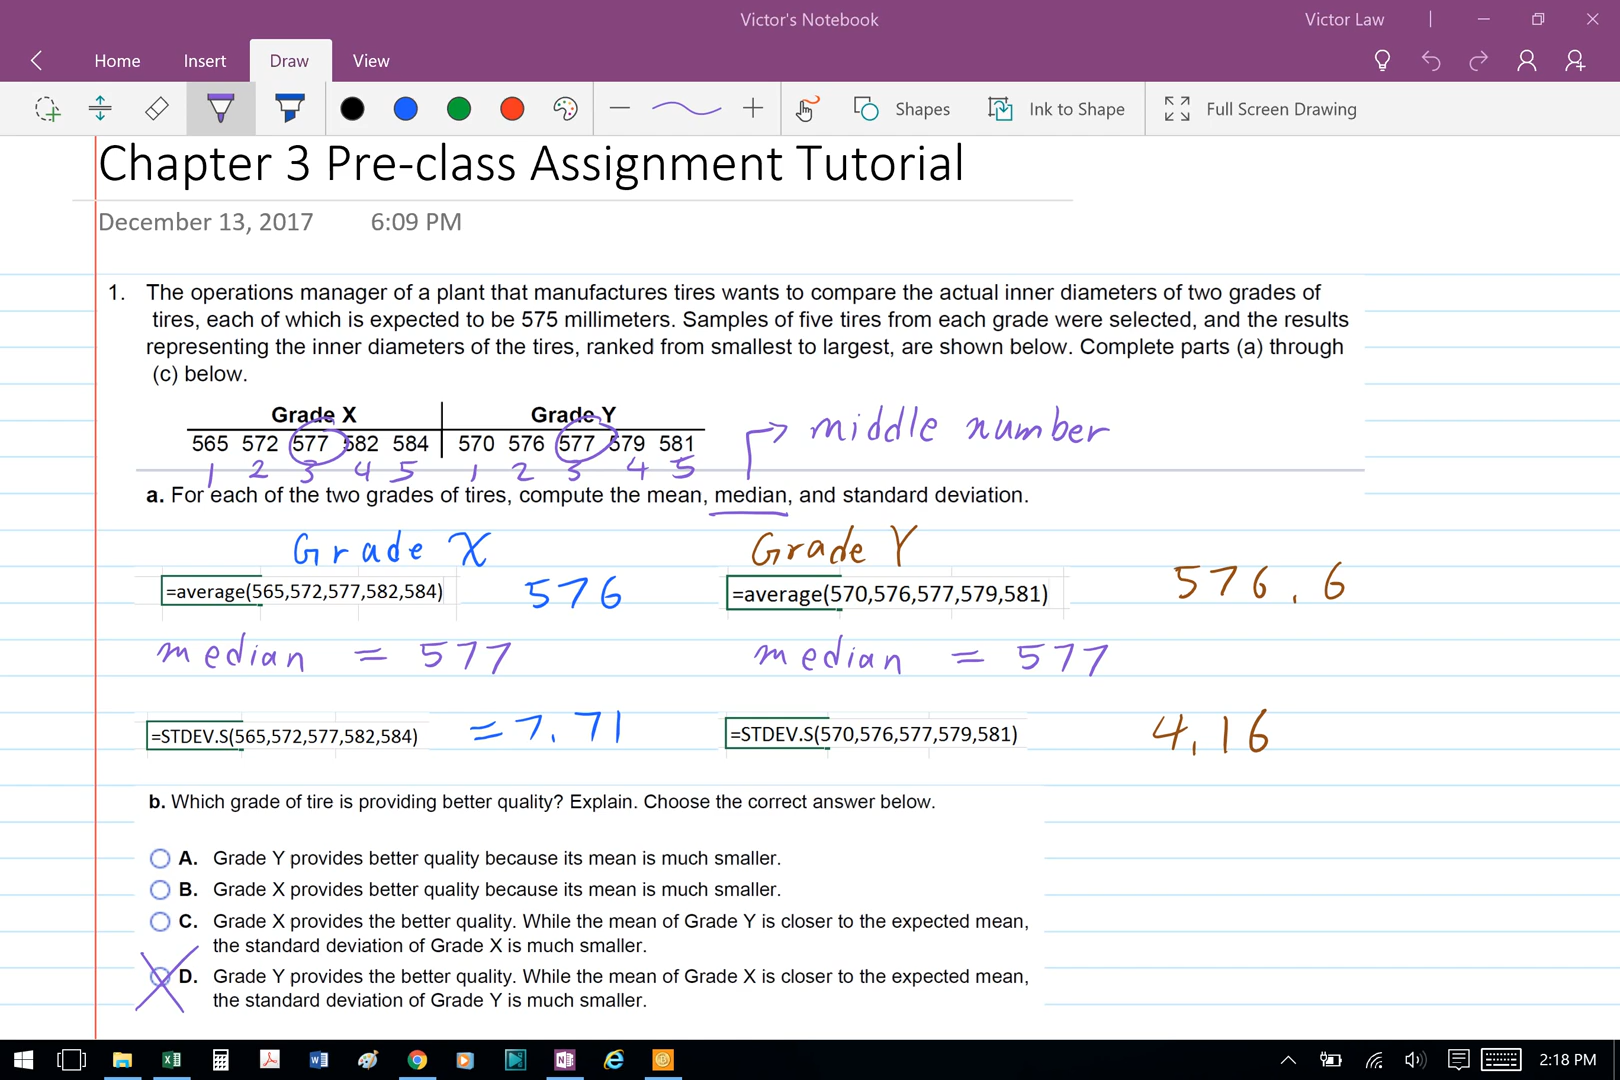 Victor's Notebook
Victor Law
Home Insert Draw View
Shapes Ink to Shape Full Screen Drawing
Chapter 3 Pre-class Assignment Tutorial
December 13, 2017 6:09 PM
1. The operations manager of a plant that manufactures tires wants to compare the actual inner diameters of two grades of
tires, each of which is expected to be 575 millimeters. Samples of five tires from each grade were selected, and the results
representing the inner diameters of the tires, ranked from smallest to largest, are shown below. Complete parts (a) through
(c) below.
Grade X Grade Y
565 572 577 582 584 570 576 577 579 581
middle number
1 2 3 4 5 1 2 3 4 5
a. For each of the two grades of tires, compute the mean, median, and standard deviation.
Grade X Grade Y
=average(565,572,577,582,584) 576 =average(570,576,577,579,581) 576.6
median = 577 median = 577
=STDEV.S(565,572,577,582,584) = 7.71 =STDEV.S(570,576,577,579,581) 4.16
b. Which grade of tire is providing better quality? Explain. Choose the correct answer below.
A. Grade Y provides better quality because its mean is much smaller.
B. Grade X provides better quality because its mean is much smaller.
C. Grade X provides the better quality. While the mean of Grade Y is closer to the expected mean,
the standard deviation of Grade X is much smaller.
D. Grade Y provides the better quality. While the mean of Grade X is closer to the expected mean,
the standard deviation of Grade Y is much smaller.
2:18 PM